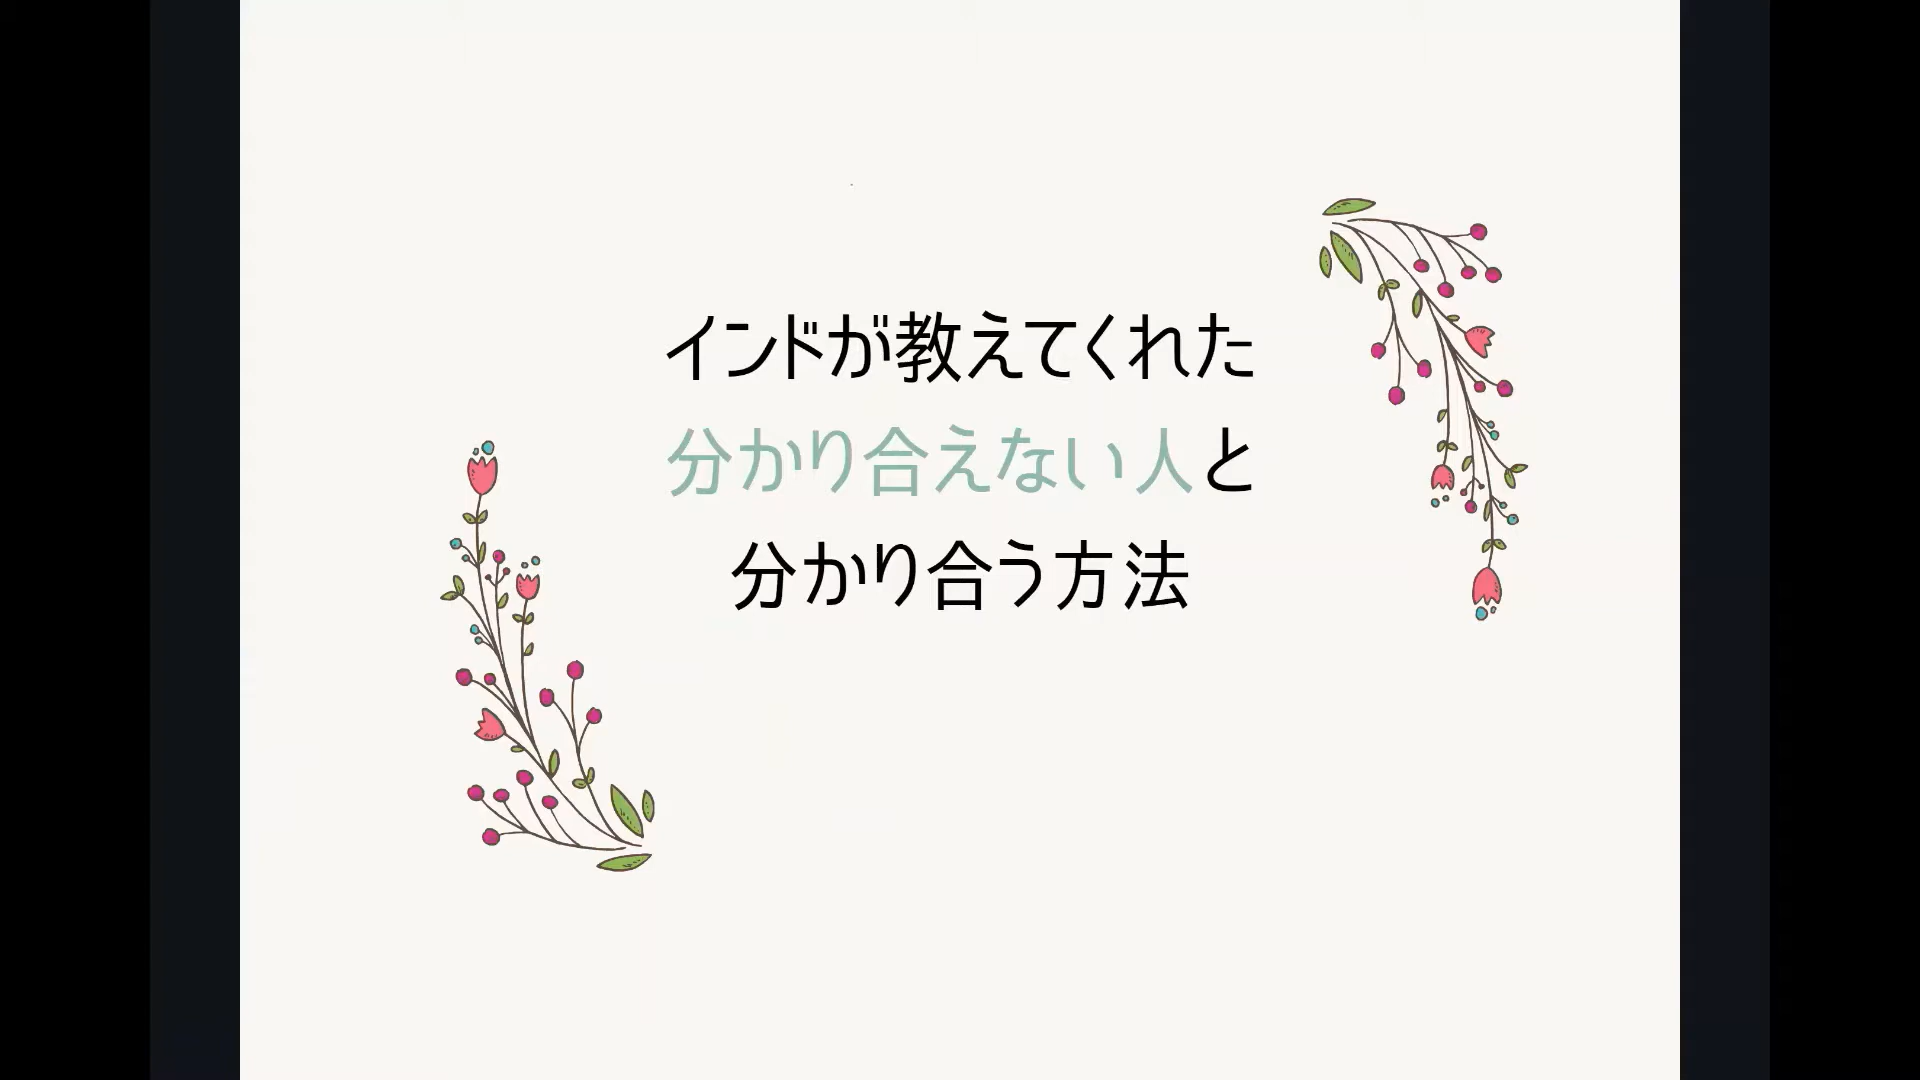 インドが教えてくれた
分かり合えない人と
分かり合う方法